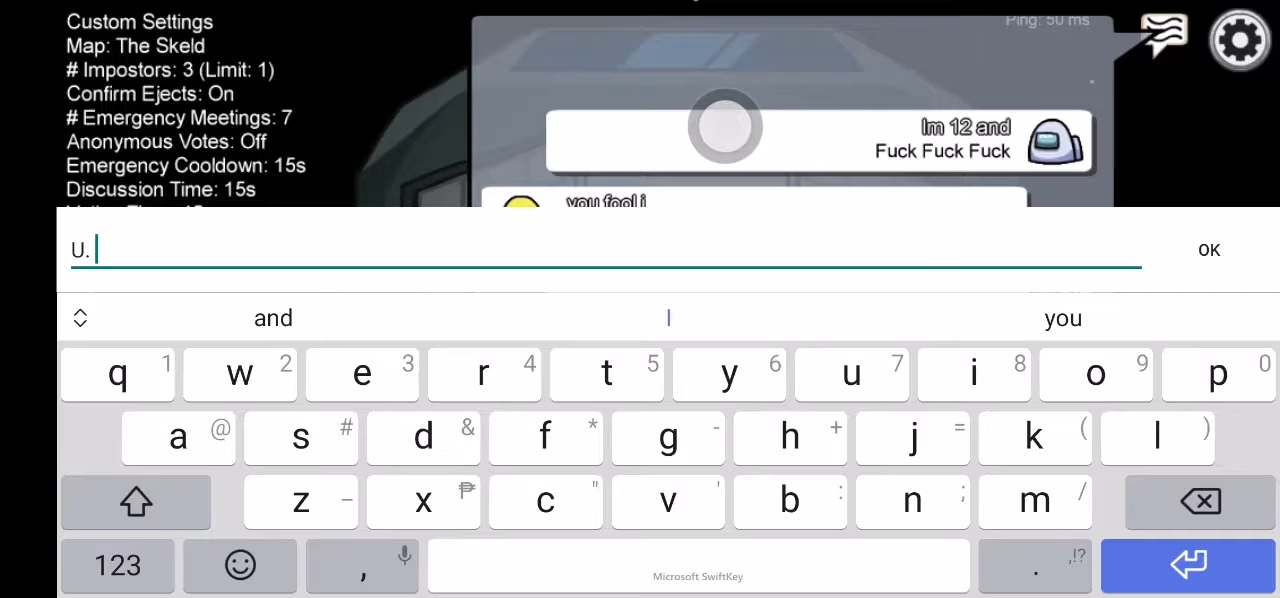 Custom Settings
Map: The Skeld
# Impostors: 3 (Limit: 1)
Confirm Ejects: On
# Emergency Meetings: 7
Anonymous Votes: Off
Emergency Cooldown: 15s
Discussion Time: 15s
Ping: 50 ms
Im 12 and
Fuck Fuck Fuck
you fool i
U.
OK
and
I
you
q 1 w 2 e 3 r 4 t 5 y 6 u 7 i 8 o 9 p 0
a @ s # d & f * g - h + j = k ( l )
z _ x ₱ c " v ' b : n ; m /
123 , . ,!?
Microsoft SwiftKey